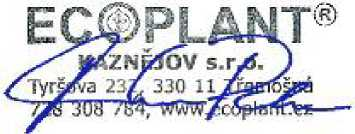 ECOPLANT®
KAZNĚJOV s.r.o.
Tyršova 237, 330 11 Třemošná
728 308 784, www.ecoplant.cz